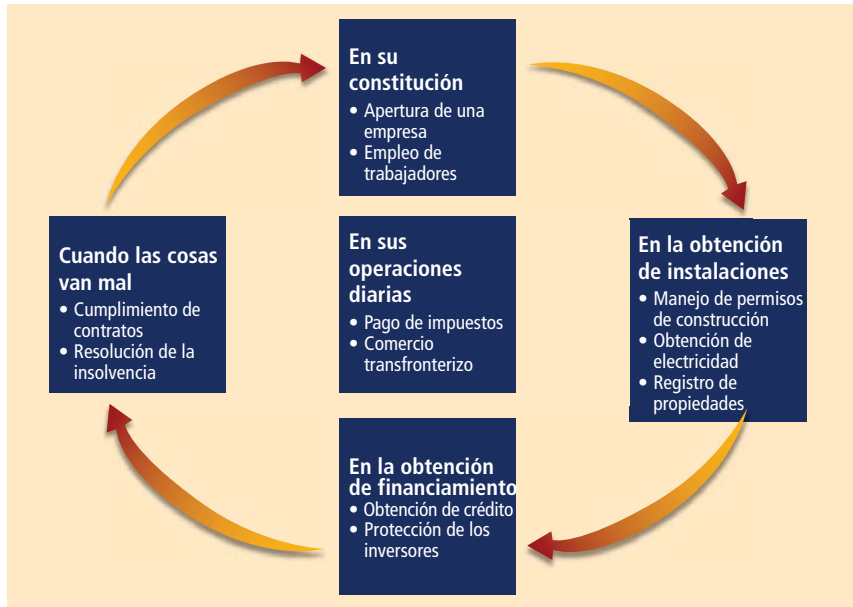 En su
constitución
• Apertura de una
empresa
• Empleo de
trabajadores
Cuando las cosas
van mal
• Cumplimiento de
contratos
• Resolución de la
insolvencia
En sus
operaciones
diarias
• Pago de impuestos
• Comercio
transfronterizo
En la obtención
de instalaciones
• Manejo de permisos
de construcción
• Obtención de
electricidad
• Registro de
propiedades
En la obtención
de financiamiento
• Obtención de crédito
• Protección de los
inversores